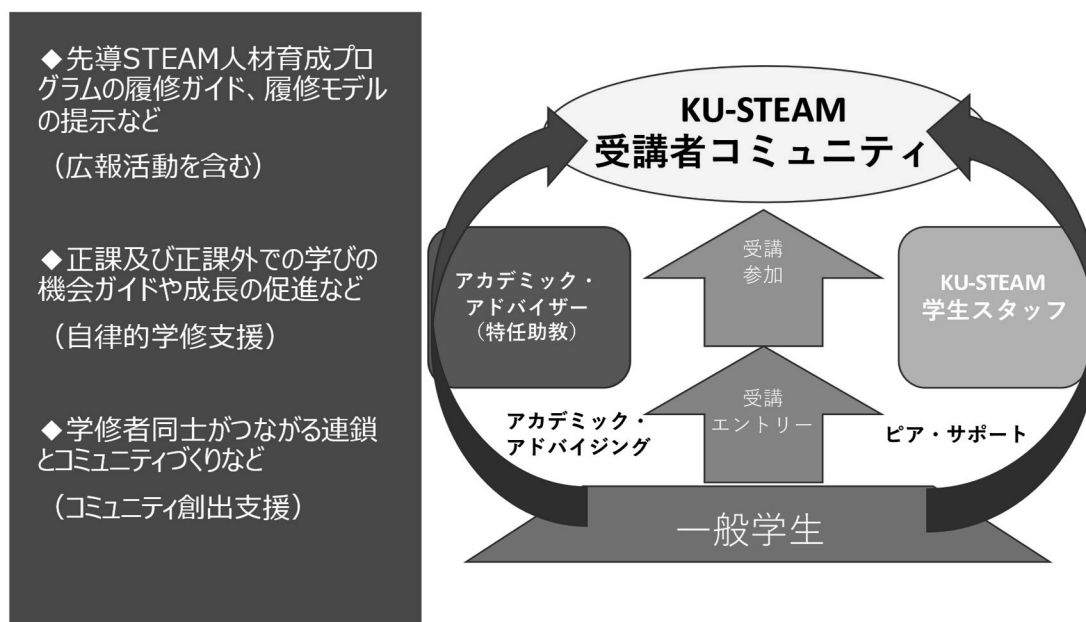 ◆先導STEAM人材育成プロ
グラムの履修ガイド、履修モデル
の提示など
（広報活動を含む）
◆正課及び正課外での学びの
機会ガイドや成長の促進など
（自律的学修支援）
◆学修者同士がつながる連鎖
とコミュニティづくりなど
（コミュニティ創出支援）
KU-STEAM
受講者コミュニティ
受講
参加
アカデミック・
アドバイザー
（特任助教）
KU-STEAM
学生スタッフ
受講
エントリー
アカデミック・
アドバイジング
ピア・サポート
一般学生